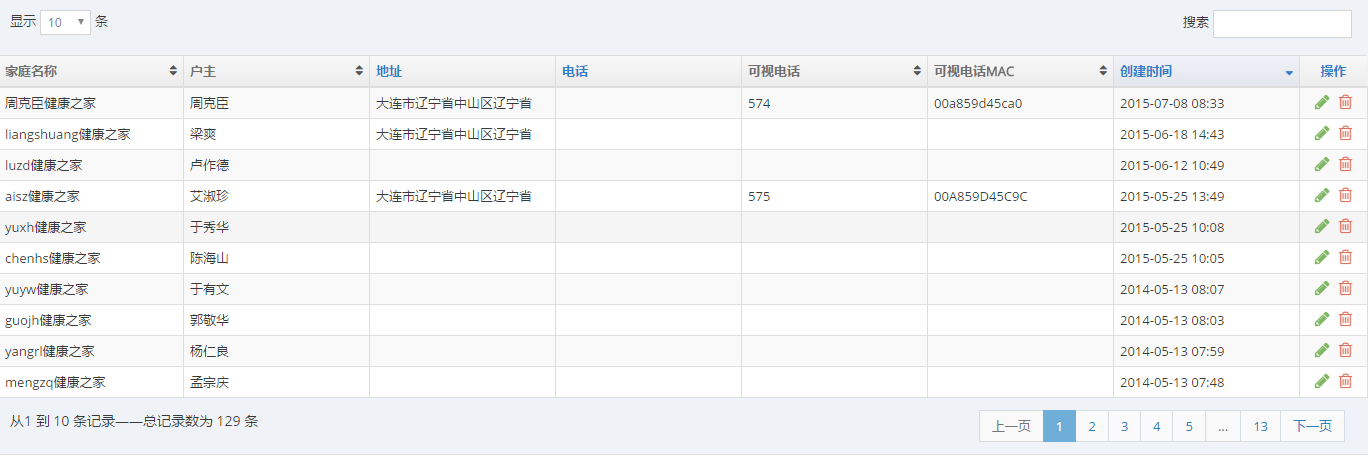 显示 10 条 搜索
家庭名称 户主 地址 电话 可视电话 可视电话MAC 创建时间 操作
周克臣健康之家 周克臣 大连市辽宁省中山区辽宁省 574 00a859d45ca0 2015-07-08 08:33
liangshuang健康之家 梁爽 大连市辽宁省中山区辽宁省 2015-06-18 14:43
luzd健康之家 卢作德 2015-06-12 10:49
aisz健康之家 艾淑珍 大连市辽宁省中山区辽宁省 575 00A859D45C9C 2015-05-25 13:49
yuxh健康之家 于秀华 2015-05-25 10:08
chenhs健康之家 陈海山 2015-05-25 10:05
yuyw健康之家 于有文 2014-05-13 08:07
guojh健康之家 郭敬华 2014-05-13 08:03
yangrl健康之家 杨仁良 2014-05-13 07:59
mengzq健康之家 孟宗庆 2014-05-13 07:48
从1 到 10 条记录——总记录数为 129 条 上一页 1 2 3 4 5 ... 13 下一页